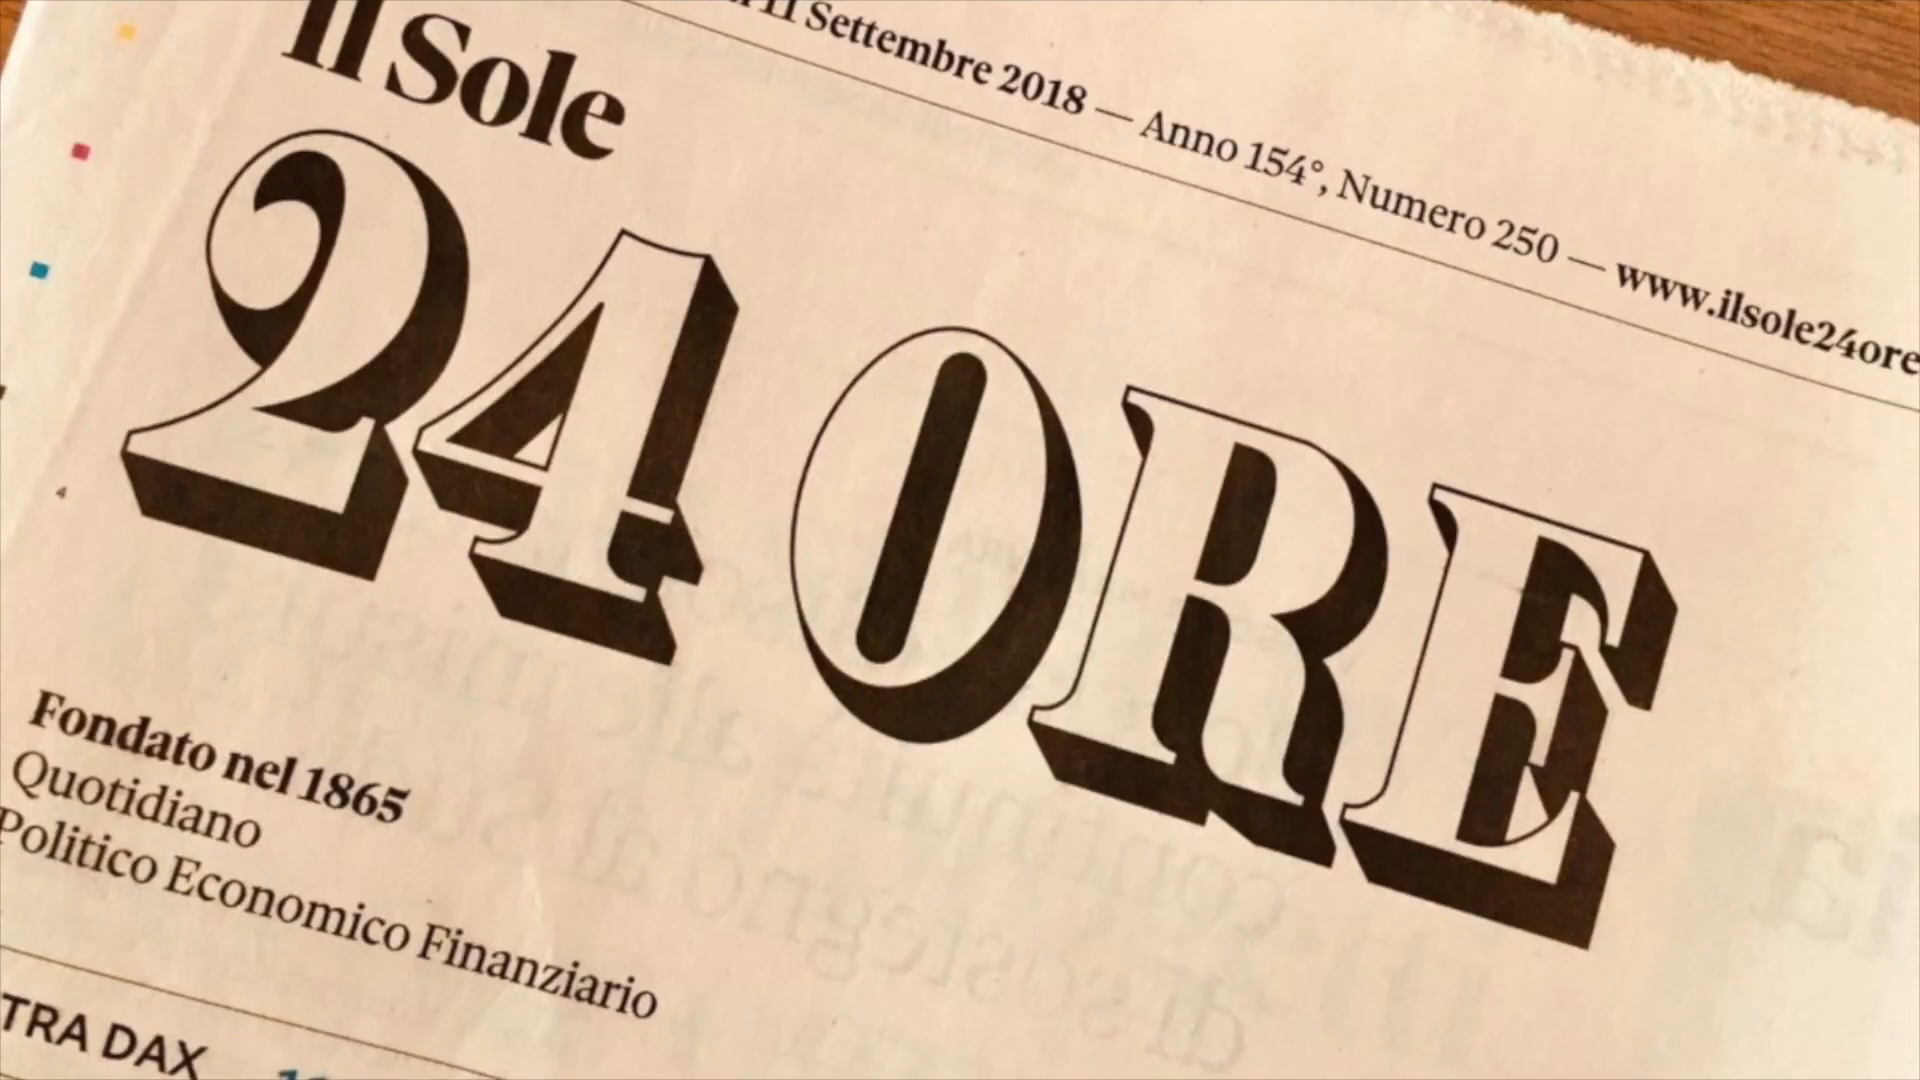 11 Settembre 2018 — Anno 154°, Numero 250 — www.ilsole24ore
Il Sole
24 ORE
Fondato nel 1865
Quotidiano
Politico Economico Finanziario
TRA DAX